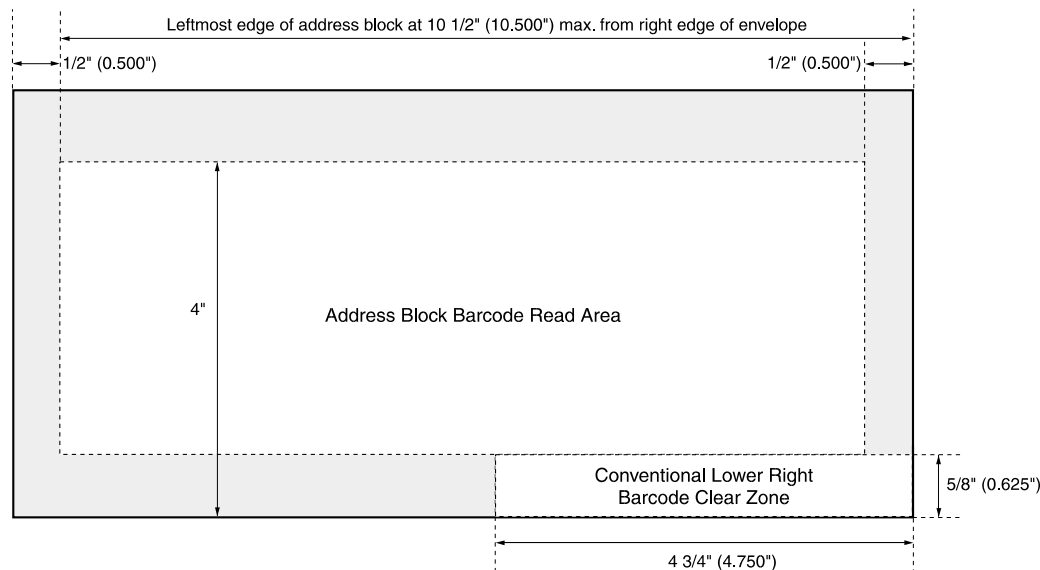 Leftmost edge of address block at 10 1/2" (10.500") max. from right edge of envelope
1/2" (0.500")
1/2" (0.500")
4"
Address Block Barcode Read Area
Conventional Lower Right
Barcode Clear Zone
5/8" (0.625")
4 3/4" (4.750")